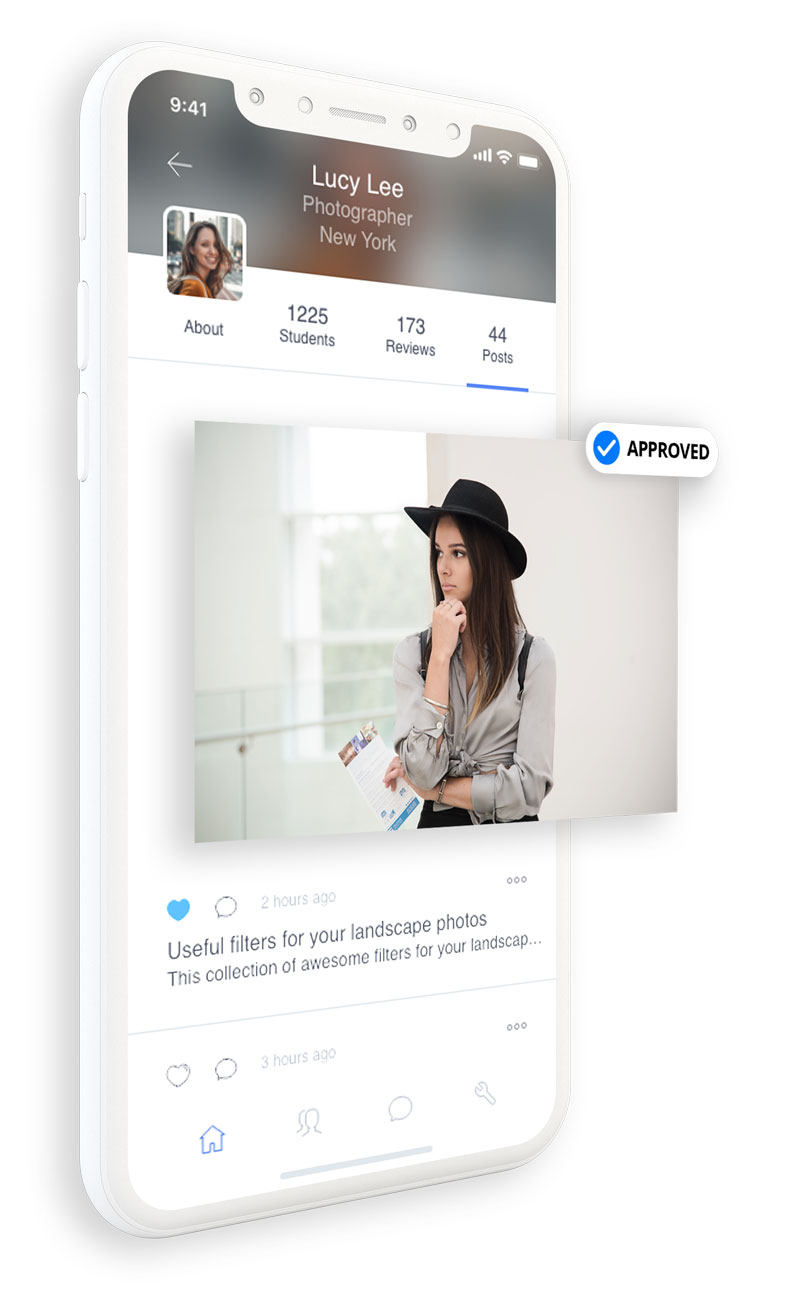 9:41
Lucy Lee
Photographer
New York
About
1225
Students
173
Reviews
44
Posts
APPROVED
2 hours ago
Useful filters for your landscape photos
This collection of awesome filters for your landscap...
3 hours ago